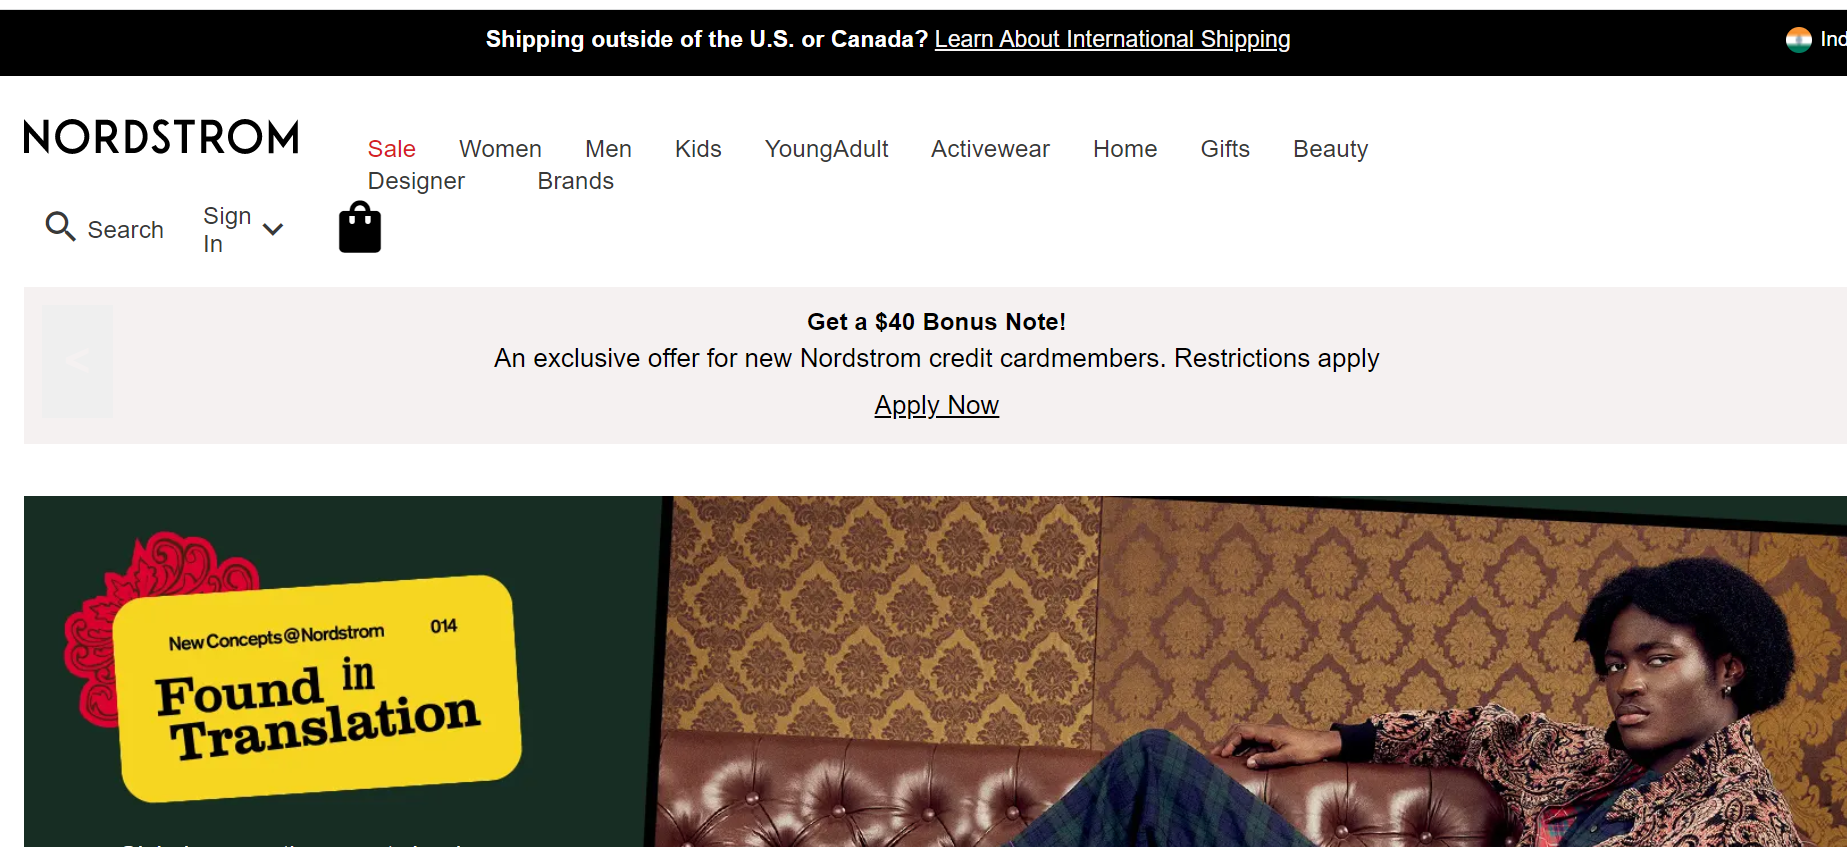 Shipping outside of the U.S. or Canada? Learn About International Shipping
NORDSTROM
Sale Women Men Kids YoungAdult Activewear Home Gifts Beauty
Designer Brands
Search
Sign
In
<
Get a $40 Bonus Note!
An exclusive offer for new Nordstrom credit cardmembers. Restrictions apply
Apply Now
New Concepts@Nordstrom 014
Found in
Translation